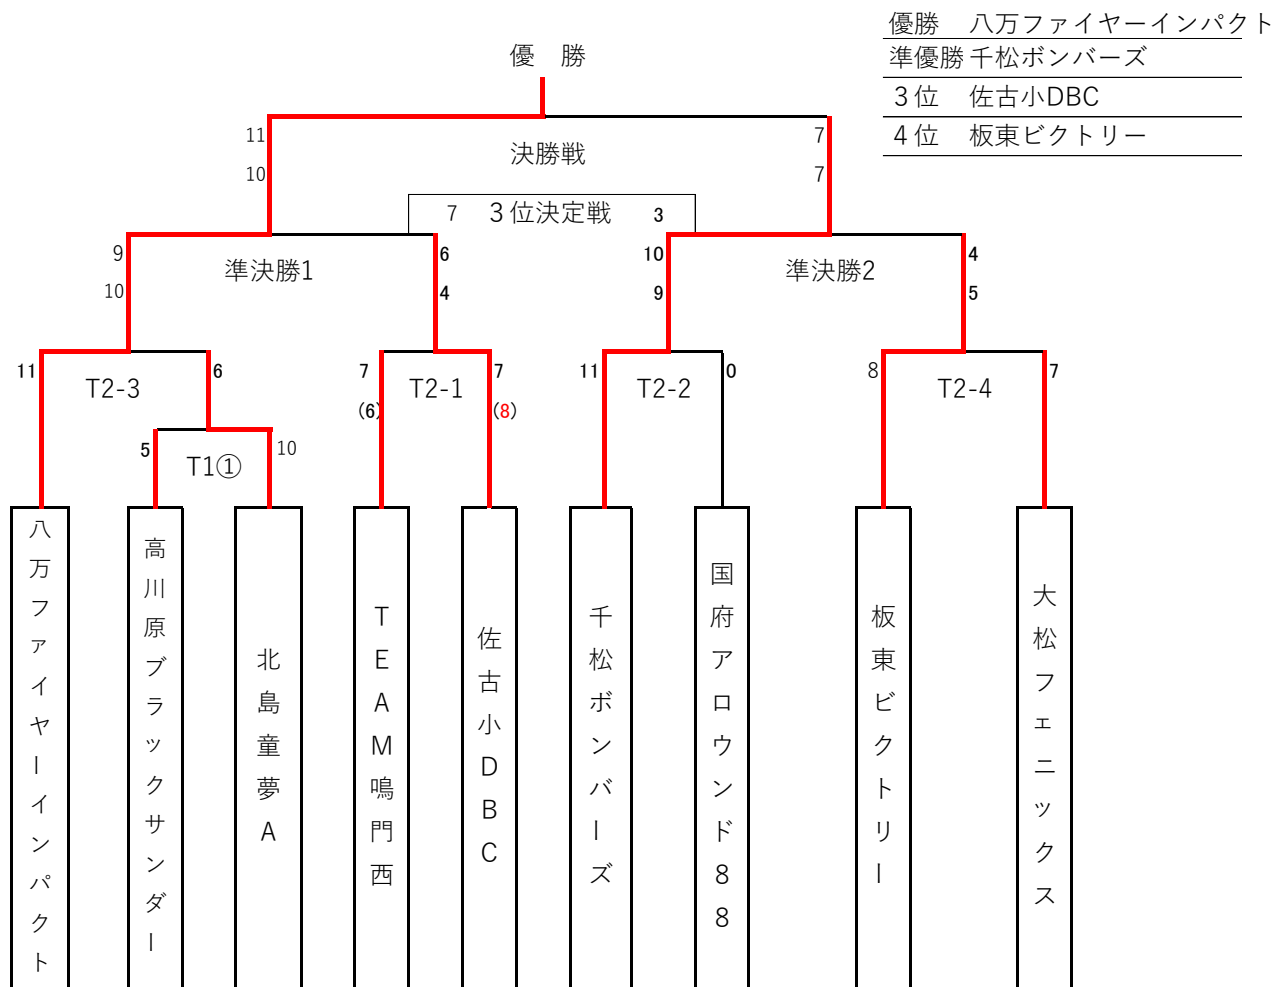 優勝 八万ファイヤーインパクト
準優勝 千松ボンバーズ
３位 佐古小DBC
４位 板東ビクトリー
優　勝
11 7
決勝戦
10 7
7 ３位決定戦 3
9 6 10 4
準決勝1 準決勝2
10 4 9 5
11 6 7 7 11 0 8 7
T2-3 T2-1 T2-2 T2-4
(6) (8)
5 10
T1①
八万ファイヤーインパクト
高川原ブラックサンダー
北島童夢A
TEAM鳴門西
佐古小DBC
千松ボンバーズ
国府アロウンド88
板東ビクトリー
大松フェニックス